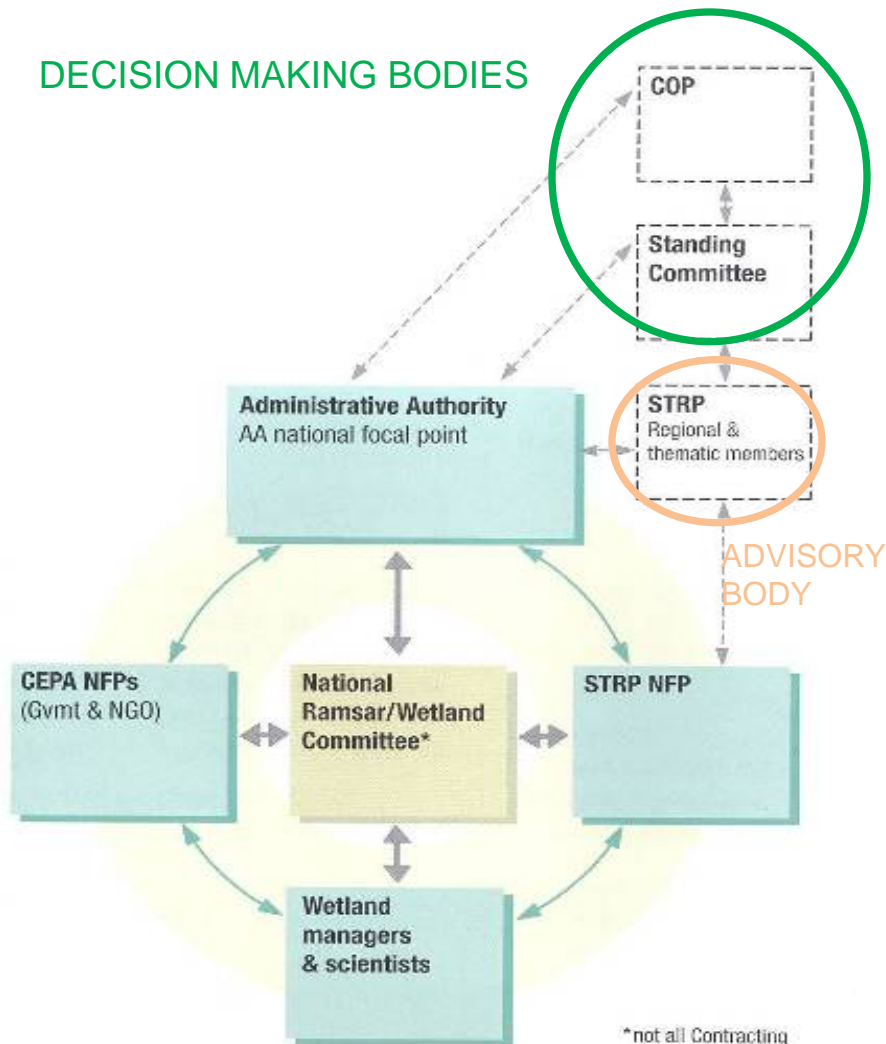 DECISION MAKING BODIES
COP
Standing
Committee
Administrative Authority
AA national focal point
STRP
Regional &
thematic members
ADVISORY
BODY
CEPA NFPs
(Gvmt & NGO)
National
Ramsar/Wetland
Committee*
STRP NFP
Wetland
managers
& scientists
*not all Contracting